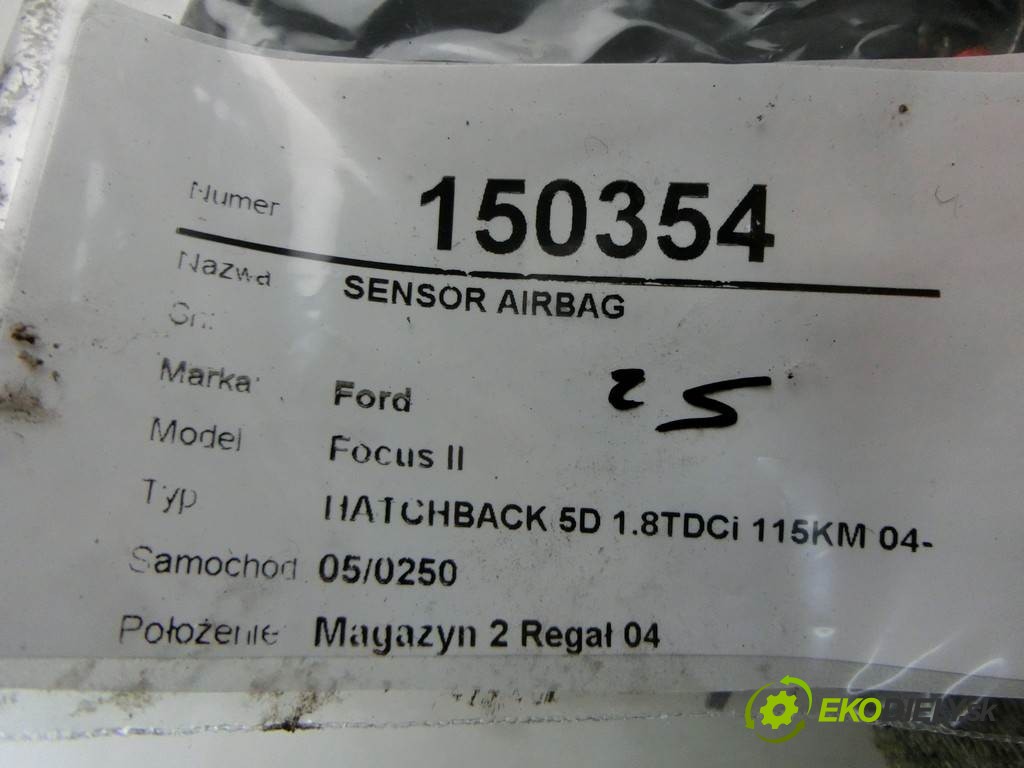 Numer 150354
Nazwa SENSOR AIRBAG
Marka: Ford
25
Model Focus II
Typ HATCHBACK 5D 1.8TDCi 115KM 04-
Samochod 05/0250
Położenie: Magazyn 2 Regał 04